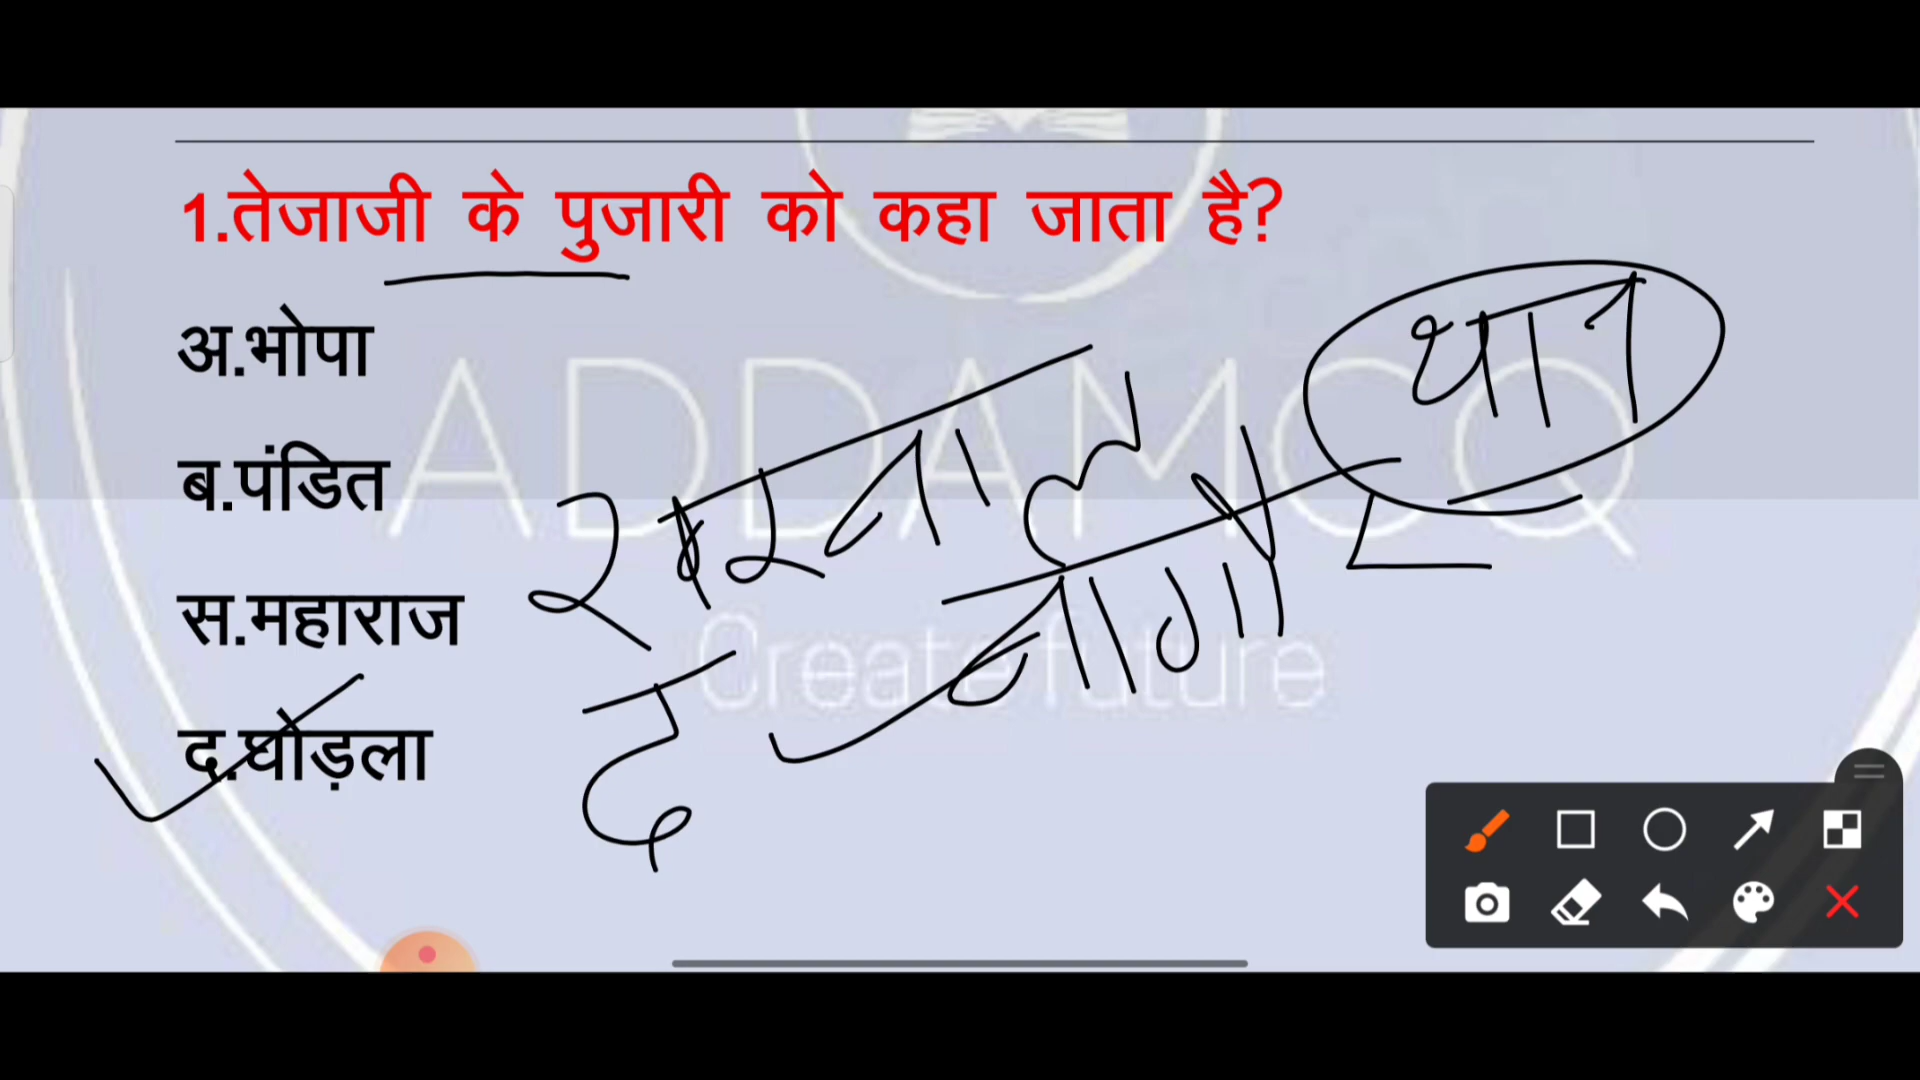 1.तेजाजी के पुजारी को कहा जाता है?
अ.भोपा
ब.पंडित
स.महाराज
द.घोड़ला
थान
द
ADDAMCQ
Create future